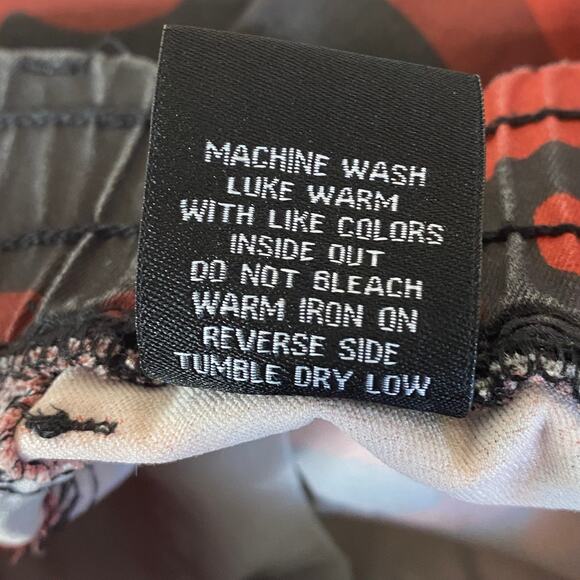 MACHINE WASH
LUKE WARM
WITH LIKE COLORS
INSIDE OUT
DO NOT BLEACH
WARM IRON ON
REVERSE SIDE
TUMBLE DRY LOW